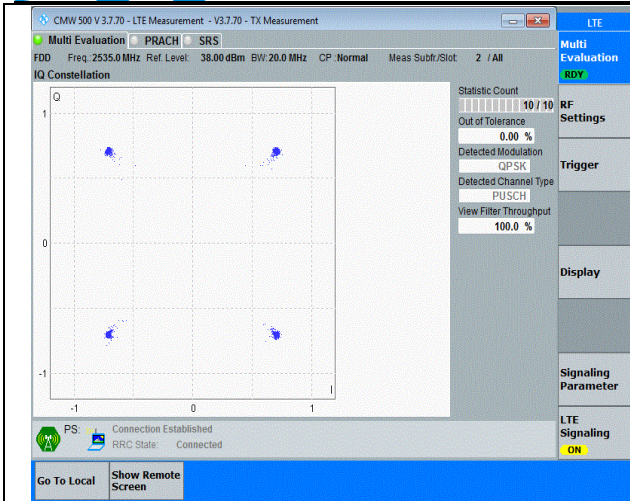 CMW 500 V 3.7.70 - LTE Measurement - V3.7.70 - TX Measurement
LTE
Multi Evaluation PRACH SRS
Multi
Evaluation
RDY
FDD Freq.:2535.0 MHz Ref. Level: 38.00 dBm BW:20.0 MHz CP :Normal Meas Subfr./Slot: 2 / All
IQ Constellation
Q
1
0
-1
-1 0 1
I
Statistic Count
10 / 10
Out of Tolerance
0.00 %
Detected Modulation
QPSK
Detected Channel Type
PUSCH
View Filter Throughput
100.0 %
RF
Settings
Trigger
Display
Signaling
Parameter
LTE
Signaling
ON
PS: Connection Established
RRC State: Connected
Go To Local
Show Remote
Screen